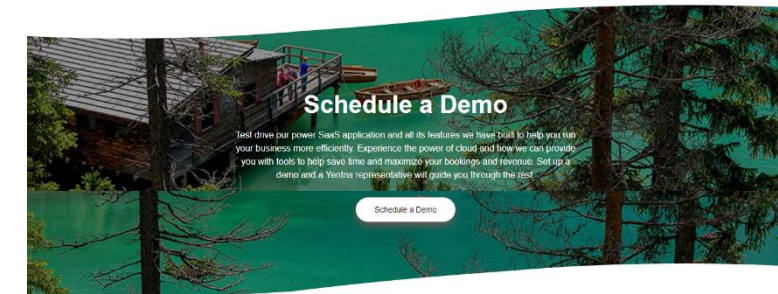 Schedule a Demo
Test drive our power SaaS application and all its features we have built to help you run
your business more efficiently. Experience the power of cloud and how we can provide
you with tools to help save time and maximize your bookings and revenue. Set up a
demo and a Yentna representative will guide you through the rest.
Schedule a Demo